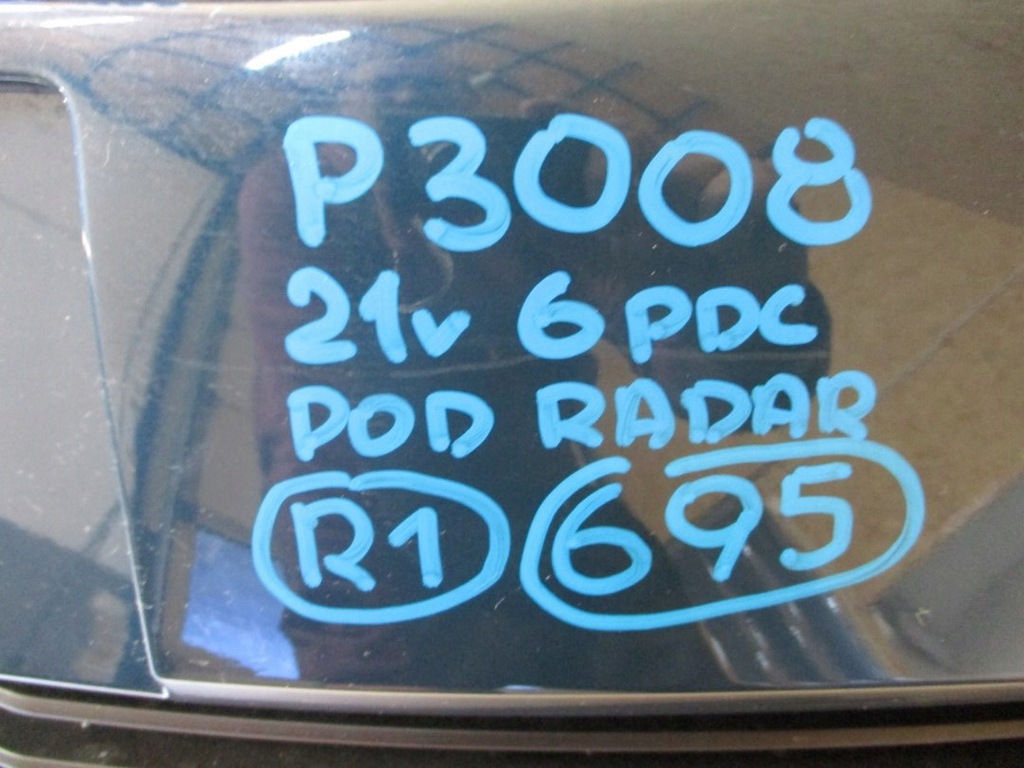 P3008
21v 6 PDC
POD RADAR
R1 695